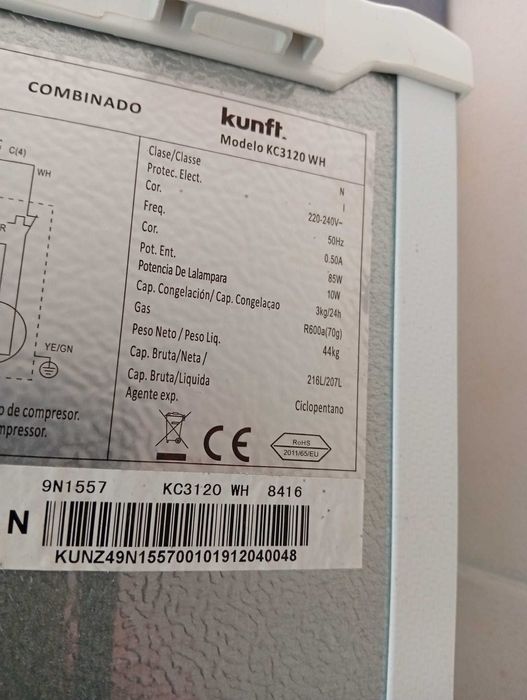 COMBINADO
kunft.
Modelo KC3120 WH
C(4)
WH
R
YE/GN
Clase/Classe N
Protec. Elect. I
Cor. 220-240V~
Freq. 50Hz
Cor. 0.50A
Pot. Ent. 85W
Potencia De Lalampara 10W
Cap. Congelación/ Cap. Congelacao 3kg/24h
Gas R600a(70g)
Peso Neto / Peso Liq. 44kg
Cap. Bruta/Neta /
Cap. Bruta/Liquida 216L/207L
Agente exp. Ciclopentano
o de compresor.
mpressor.
CE
RoHS
2011/65/EU
9N1557 KC3120 WH 8416
N
KUNZ49N155700101912040048